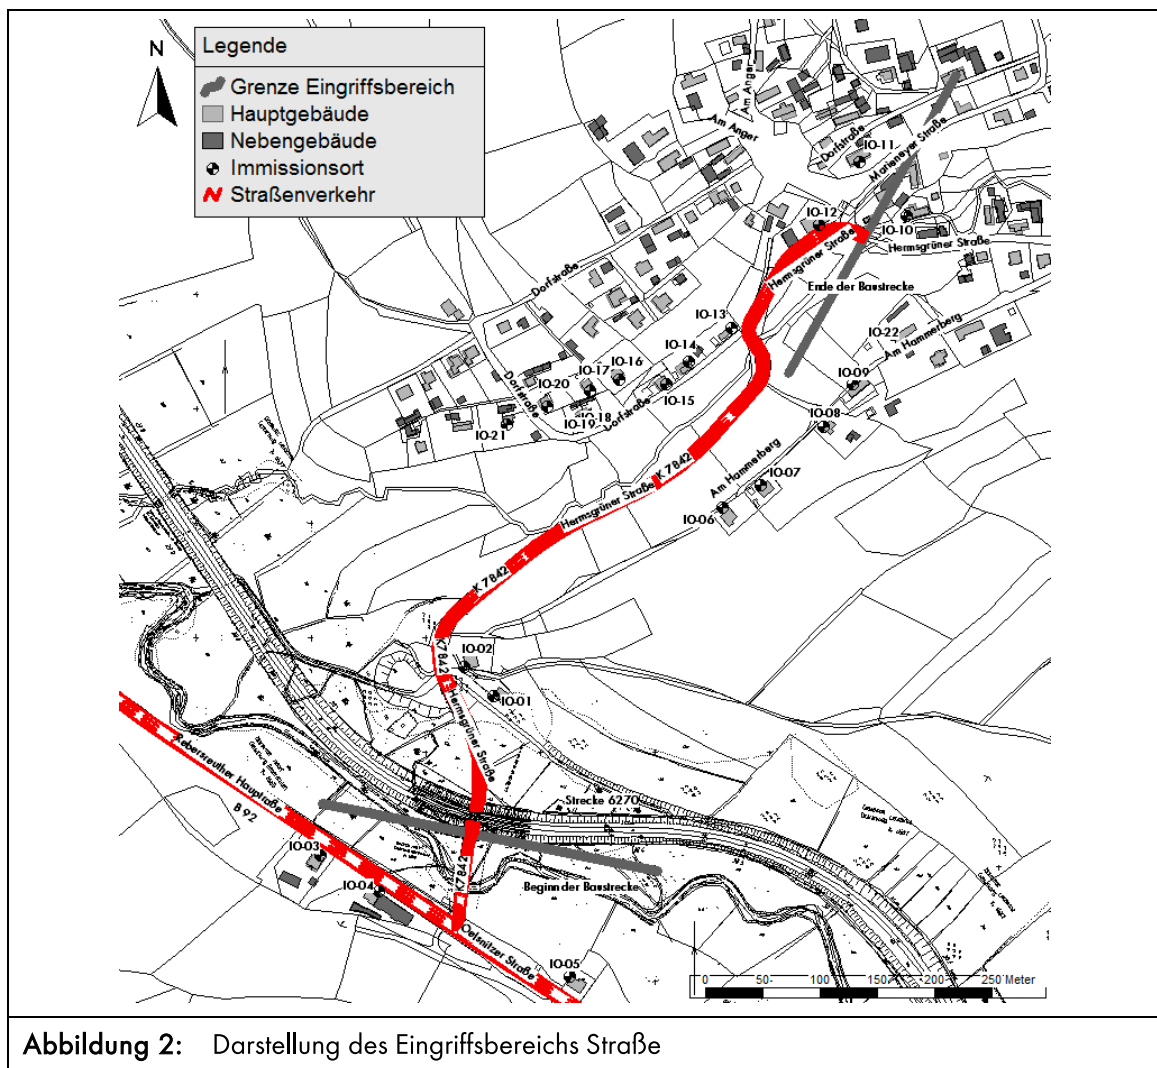 N
Legende
Grenze Eingriffsbereich
Hauptgebäude
Nebengebäude
Immissionsort
Straßenverkehr
Am Anger
Am Anger
Dorfstraße
IO-11
Marieneyer Straße
IO-12
IO-10
Hermsgrüner Straße
Hermsgrüner Straße
Ende der Baustrecke
Dorfstraße
IO-13
IO-22
Am Hammerberg
IO-14
IO-16
IO-17
IO-09
IO-20
IO-15
Dorfstraße
IO-18
IO-19
Dorfstraße
IO-08
IO-21
K 7842
Am Hammerberg
IO-07
Hermsgrüner Straße
IO-06
K 7842
K7842
IO-02
IO-01
Hermsgrüner Straße
Rebersreuther Hauptraße
B 92
Strecke 6270
IO-03
K7842
Beginn der Baustrecke
IO-04
Oelsnitzer Straße
IO-05
0 50 100 150 200 250 Meter
Abbildung 2: Darstellung des Eingriffsbereichs Straße